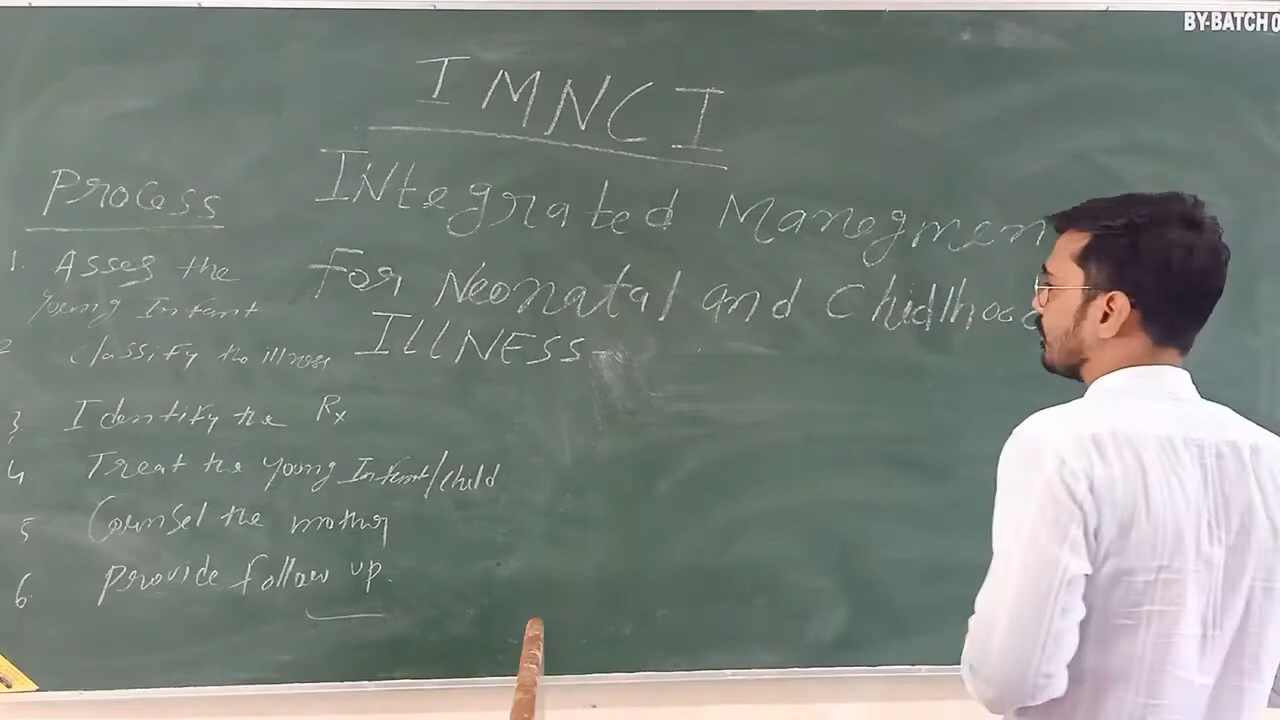 BY-BATCH
IMNCI
INtegrated Manegmen
For Neonatal and Chidlhood
ILLNESS-
Process
1. Asses the
young Infant
2 classify the illness
3 Identify the Rx
4 Treat the young Infant/child
5 Counsel the mother
6. Provide follow up.